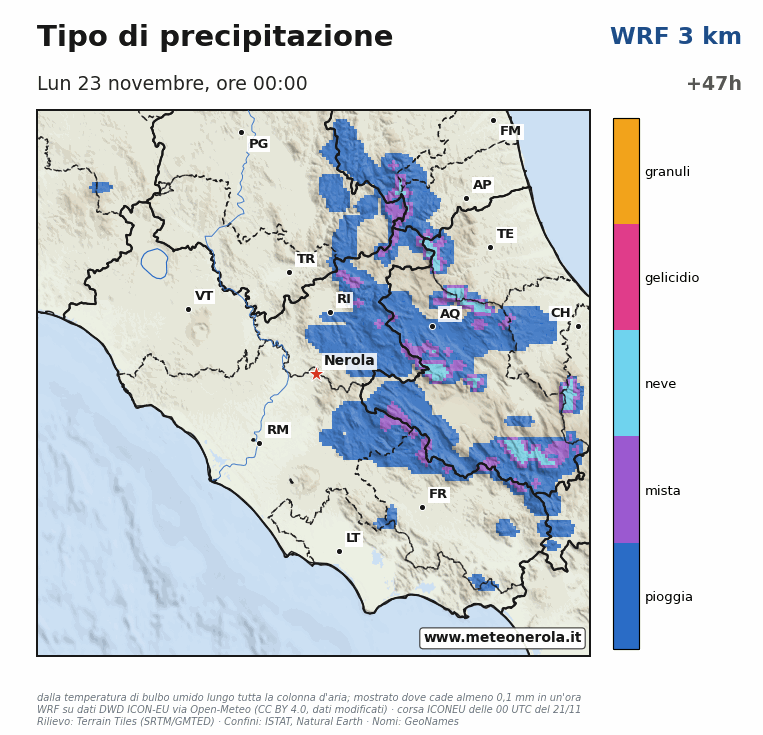 Tipo di precipitazione
WRF 3 km
Lun 23 novembre, ore 00:00
+47h
FM
PG
AP
TE
TR
VT
RI
AQ
CH
Nerola
RM
FR
LT
www.meteonerola.it
granuli
gelicidio
neve
mista
pioggia
dalla temperatura di bulbo umido lungo tutta la colonna d'aria; mostrato dove cade almeno 0,1 mm in un'ora
WRF su dati DWD ICON-EU via Open-Meteo (CC BY 4.0, dati modificati) · corsa ICONEU delle 00 UTC del 21/11
Rilievo: Terrain Tiles (SRTM/GMTED) · Confini: ISTAT, Natural Earth · Nomi: GeoNames